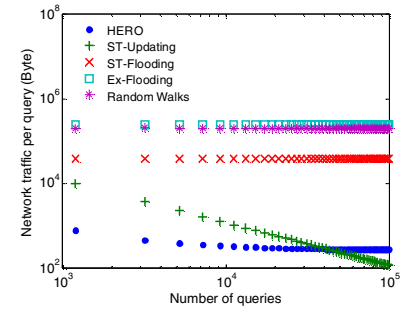 10^8
10^6
10^4
10^2
Network traffic per query (Byte)
HERO
ST-Updating
ST-Flooding
Ex-Flooding
Random Walks
10^3
10^4
10^5
Number of queries